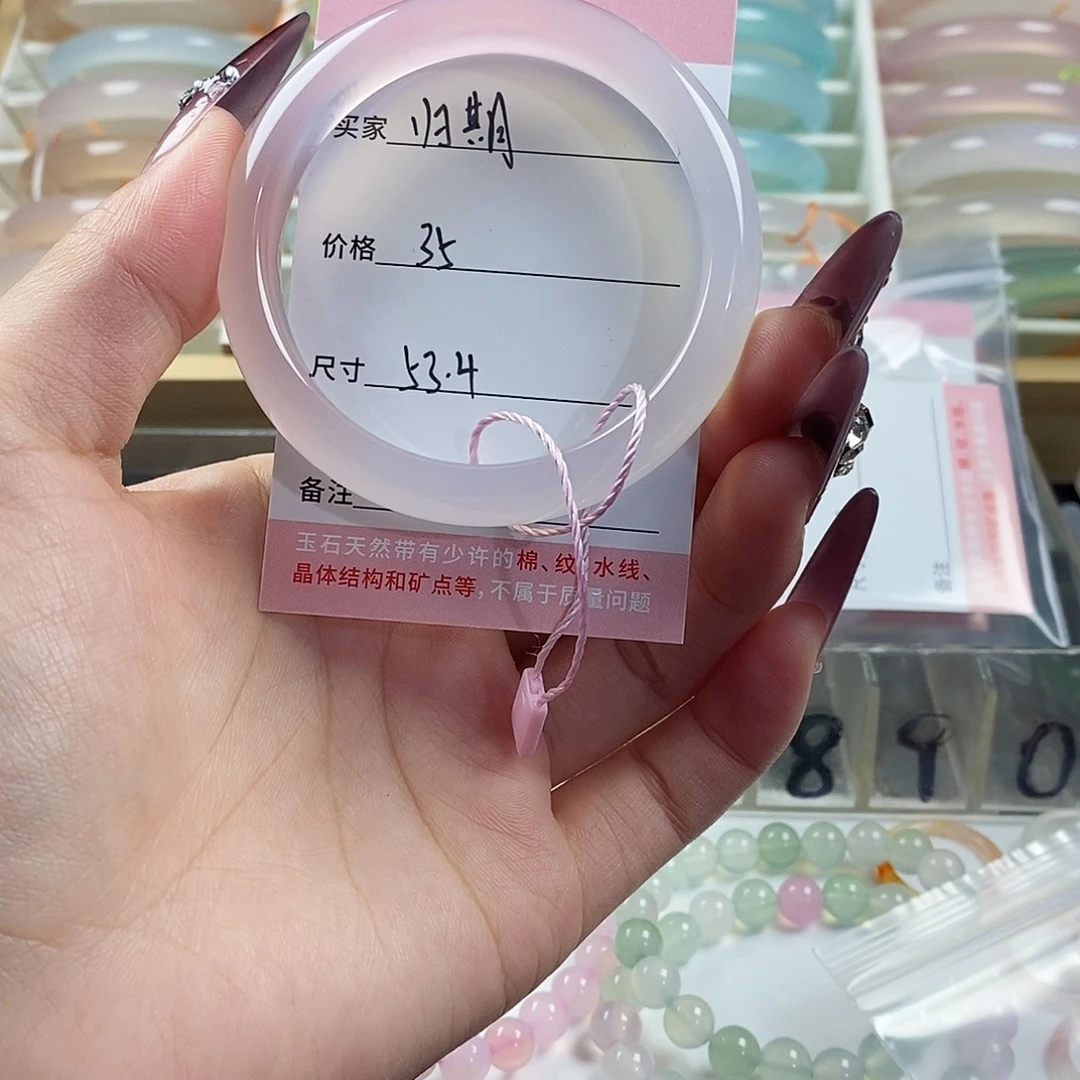 买家 归期
价格 35
尺寸 53.4
备注
玉石天然带有少许的棉、纹、水线、
晶体结构和矿点等，不属于质量问题
备注
8 9 0